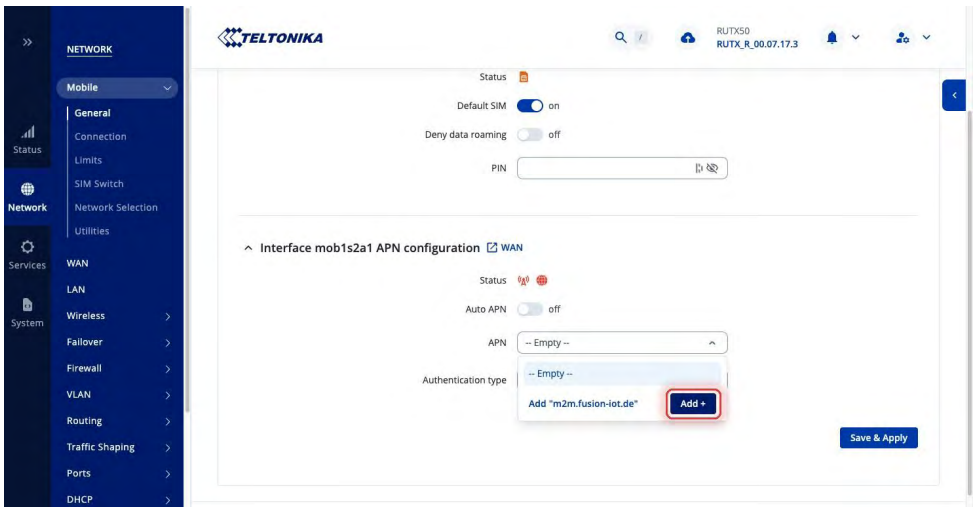 »
NETWORK
Mobile
General
Connection
Limits
SIM Switch
Network Selection
Utilities
WAN
LAN
Wireless
Failover
Firewall
VLAN
Routing
Traffic Shaping
Ports
DHCP
Status
Network
Services
System
TELTONIKA
/
RUTX50
RUTX_R_00.07.17.3
Status
Default SIM on
Deny data roaming off
PIN
Interface mob1s2a1 APN configuration WAN
Status
Auto APN off
APN -- Empty --
-- Empty --
Authentication type
Add "m2m.fusion-iot.de" Add +
Save & Apply